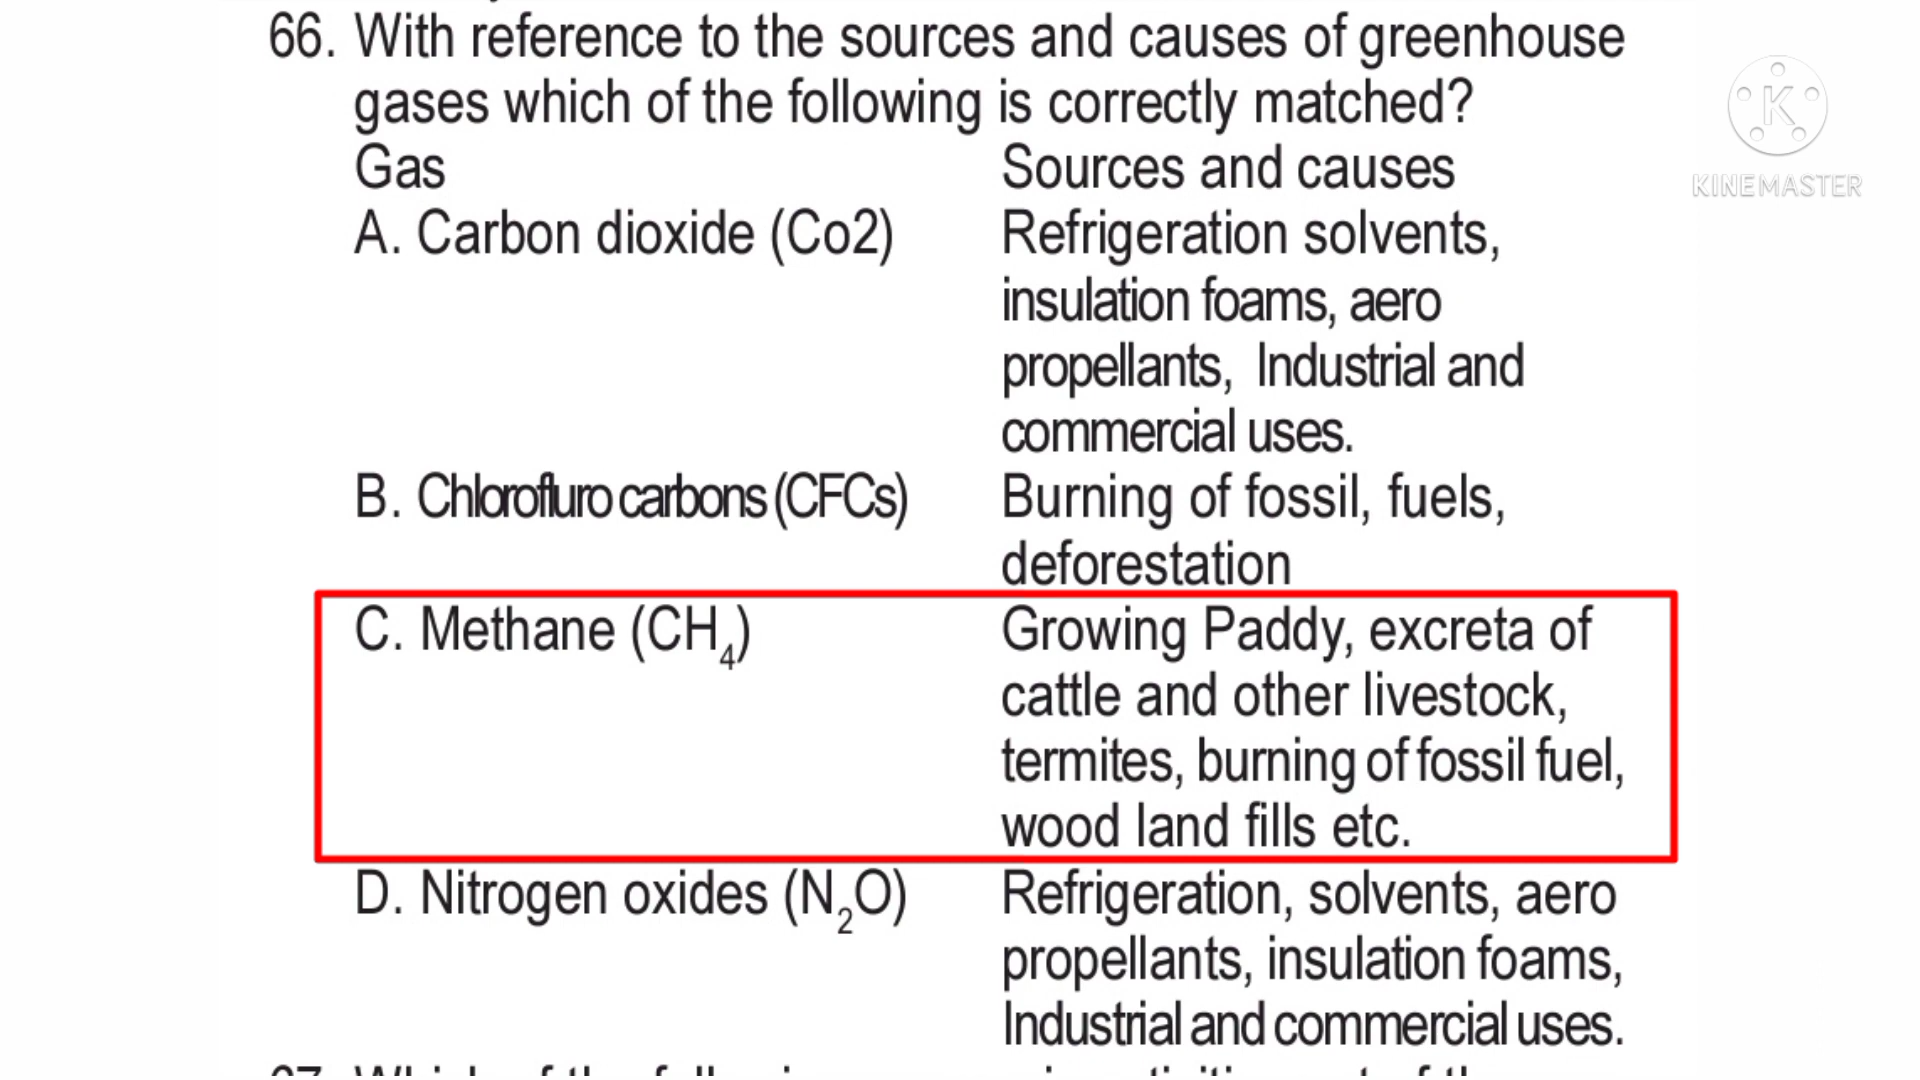 66. With reference to the sources and causes of greenhouse
gases which of the following is correctly matched?
Gas Sources and causes
A. Carbon dioxide (Co2) Refrigeration solvents,
insulation foams, aero
propellants, Industrial and
commercial uses.
B. Chlorofluro carbons (CFCs) Burning of fossil, fuels,
deforestation
C. Methane (CH₄) Growing Paddy, excreta of
cattle and other livestock,
termites, burning of fossil fuel,
wood land fills etc.
D. Nitrogen oxides (N₂O) Refrigeration, solvents, aero
propellants, insulation foams,
Industrial and commercial uses.
K
KINEMASTER